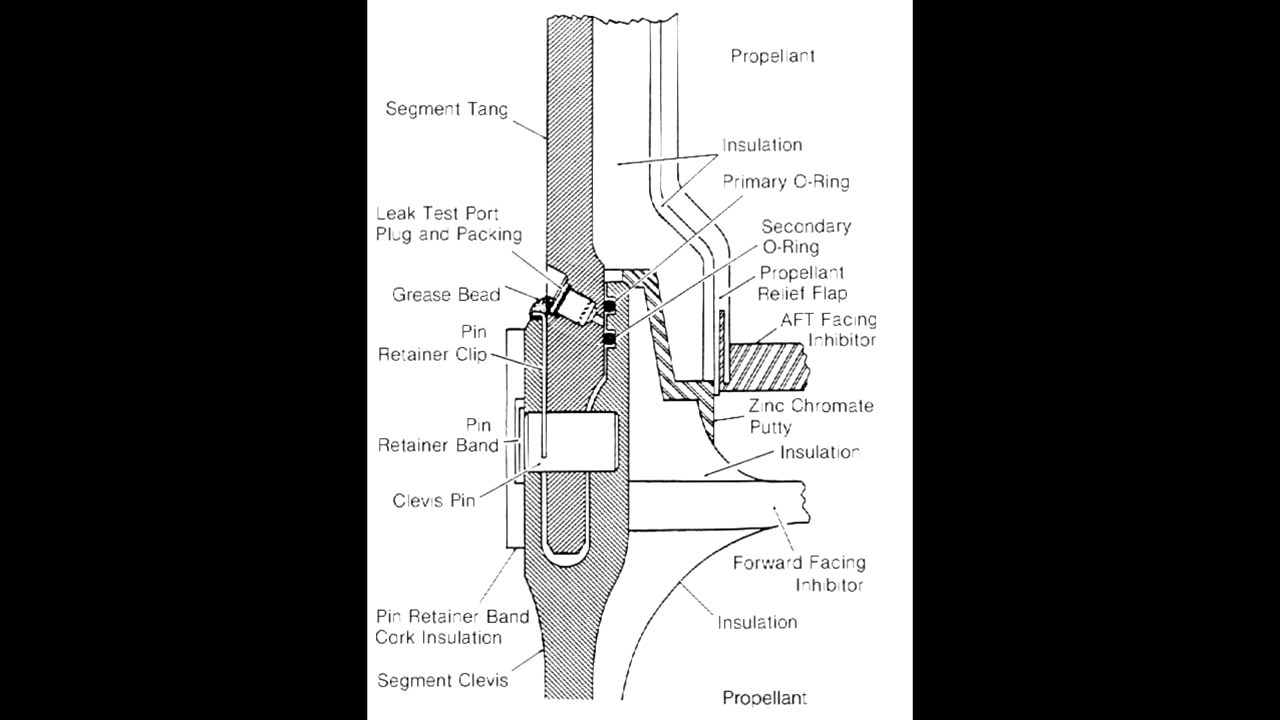 Propellant
Segment Tang
Insulation
Primary O-Ring
Leak Test Port
Plug and Packing
Secondary
O-Ring
Propellant
Relief Flap
Grease Bead
AFT Facing
Inhibitor
Pin
Retainer Clip
Zinc Chromate
Putty
Pin
Retainer Band
Insulation
Clevis Pin
Forward Facing
Inhibitor
Pin Retainer Band
Cork Insulation
Insulation
Segment Clevis
Propellant